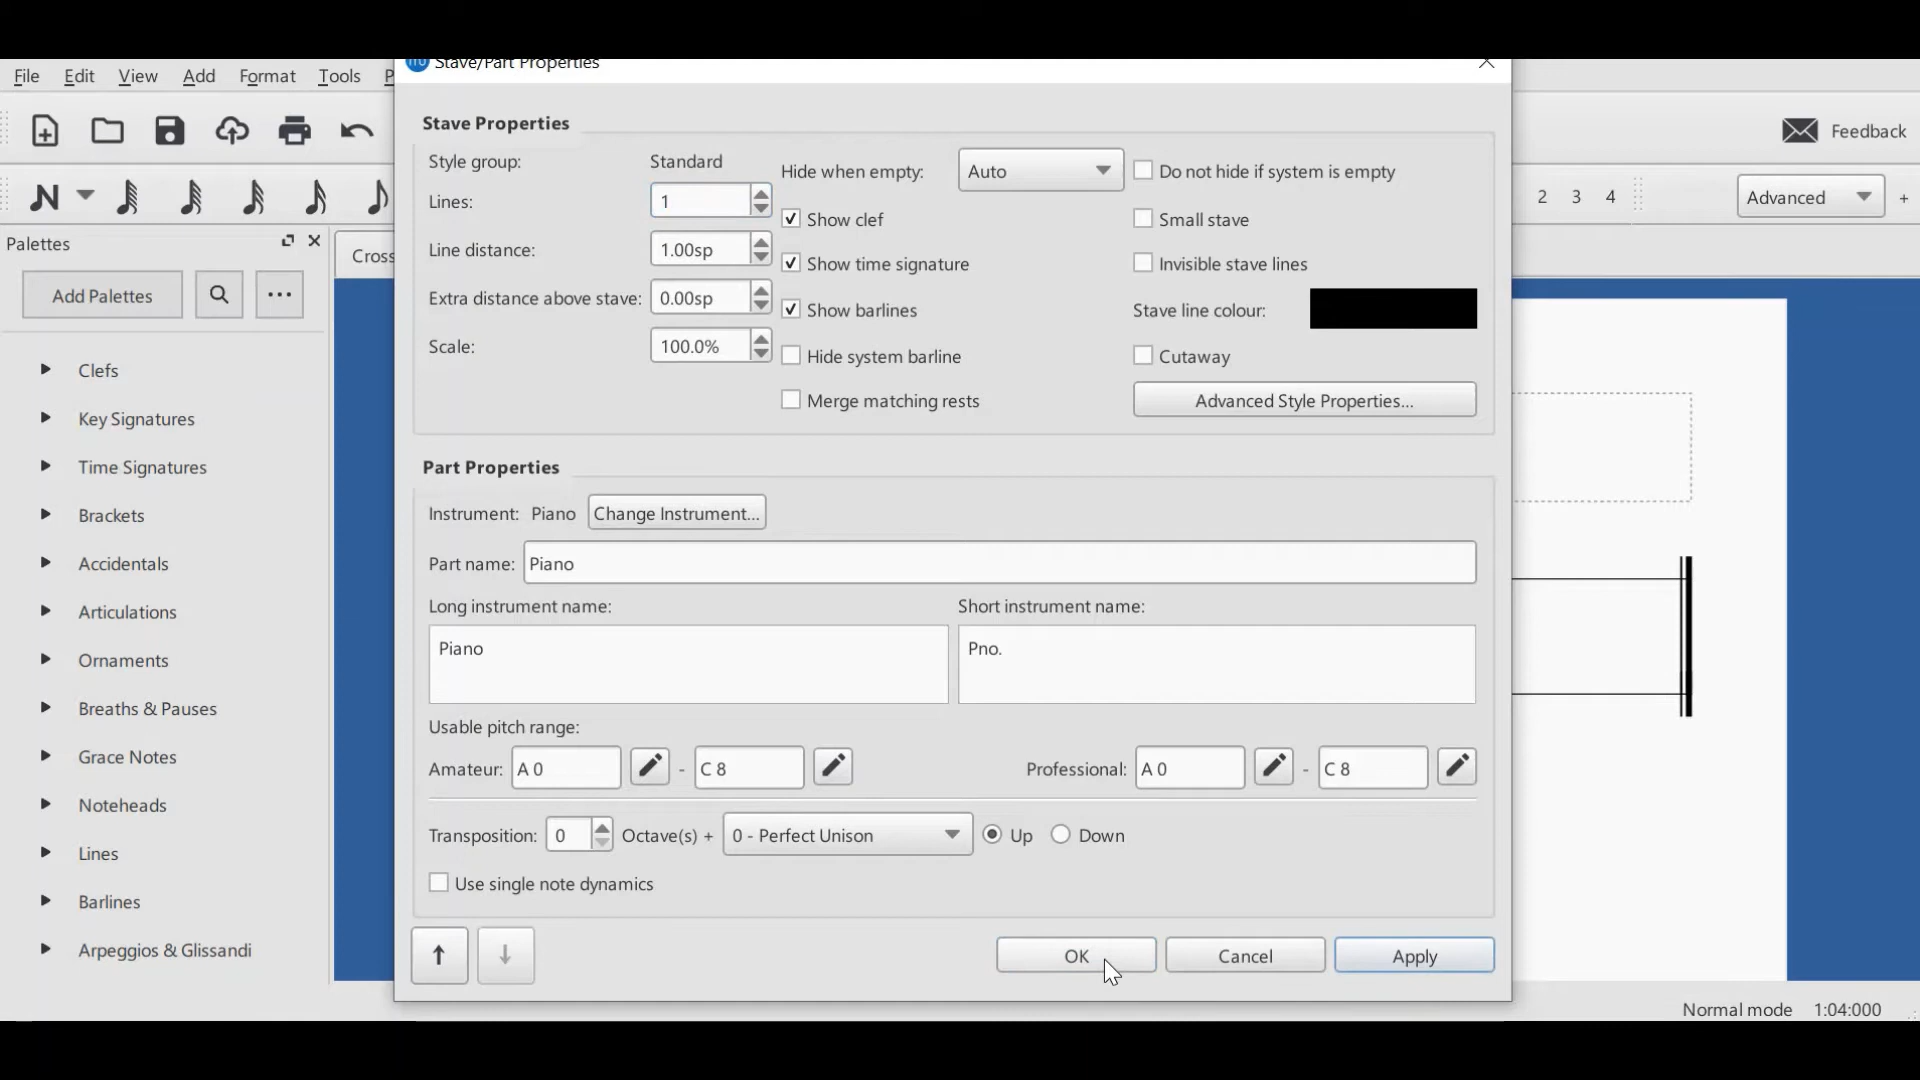 Stave/Part Properties
File Edit View Add Format Tools P
Feedback
2 3 4 Advanced +
Palettes
Cross
Add Palettes ...
Clefs
Key Signatures
Time Signatures
Brackets
Accidentals
Articulations
Ornaments
Breaths & Pauses
Grace Notes
Noteheads
Lines
Barlines
Arpeggios & Glissandi
Stave Properties
Style group: Standard
Lines: 1
Line distance: 1.00sp
Extra distance above stave: 0.00sp
Scale: 100.0%
Hide when empty: Auto
Show clef
Show time signature
Show barlines
Hide system barline
Merge matching rests
Do not hide if system is empty
Small stave
Invisible stave lines
Stave line colour:
Cutaway
Advanced Style Properties...
Part Properties
Instrument: Piano Change Instrument...
Part name: Piano
Long instrument name: Short instrument name:
Piano Pno.
Usable pitch range:
Amateur: A 0 - C 8 Professional: A 0 - C 8
Transposition: 0 Octave(s) + 0 - Perfect Unison Up Down
Use single note dynamics
OK Cancel Apply
Normal mode 1:04:000